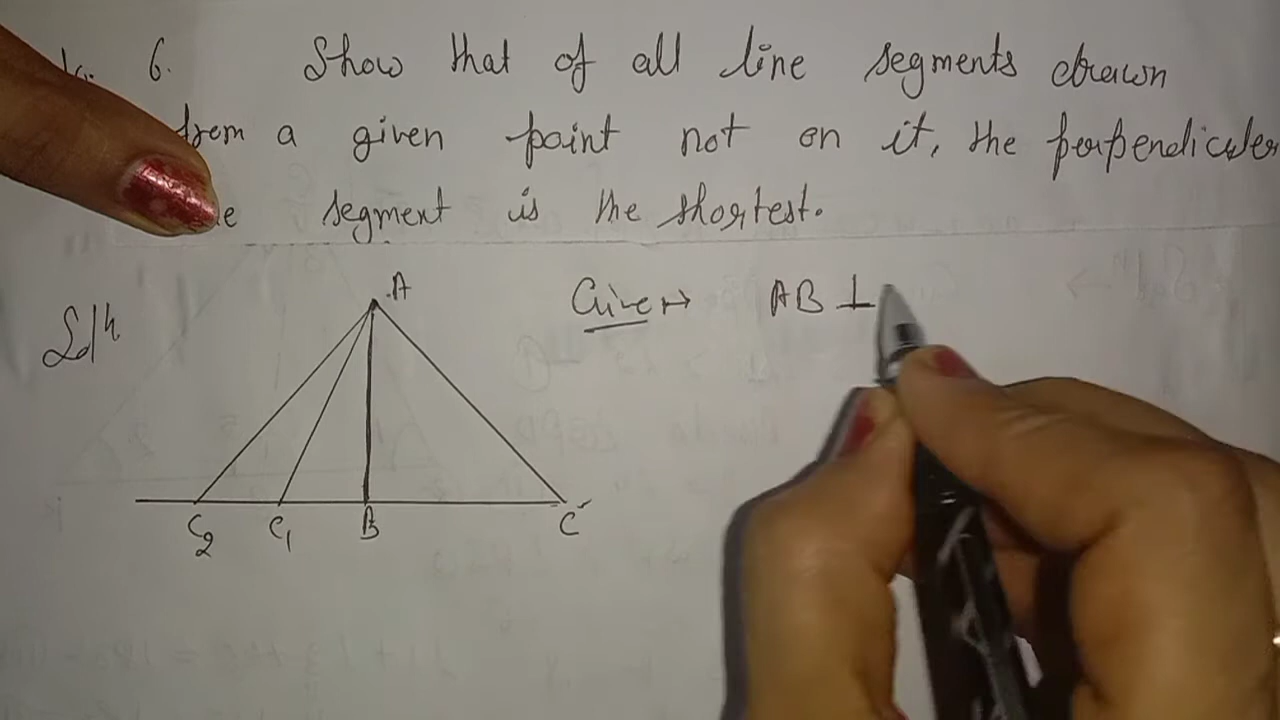 6. Show that of all line segments drawn
from a given point not on it, the perpendicular
segment is the shortest.
Soln
A
Given AB ⊥
C2 C1 B C